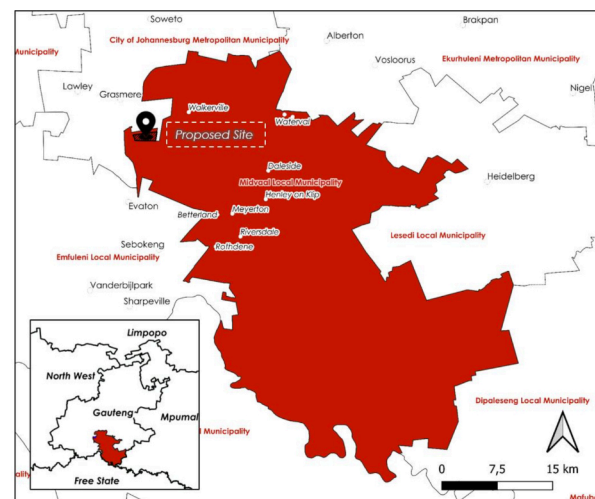 Soweto
Brakpan
City of Johannesburg Metropolitan Municipality
Alberton
Municipality
Vosloorus
Ekurhuleni Metropolitan Municipality
Lawley
Grasmere
Nigel
Walkerville
Waterval
Proposed Site
Daleside
Midvaal Local Municipality
Heidelberg
Henley on Klip
Evaton
Meyerton
Betterland
Riversdale
Sebokeng
Rothdene
Lesedi Local Municipality
Emfuleni Local Municipality
Vanderbijlpark
Sharpeville
Limpopo
North West
Gauteng
Mpumal
Dipaleseng Local Municipality
l Municipality
ality
Free State
0 7,5 15 km
Mafub